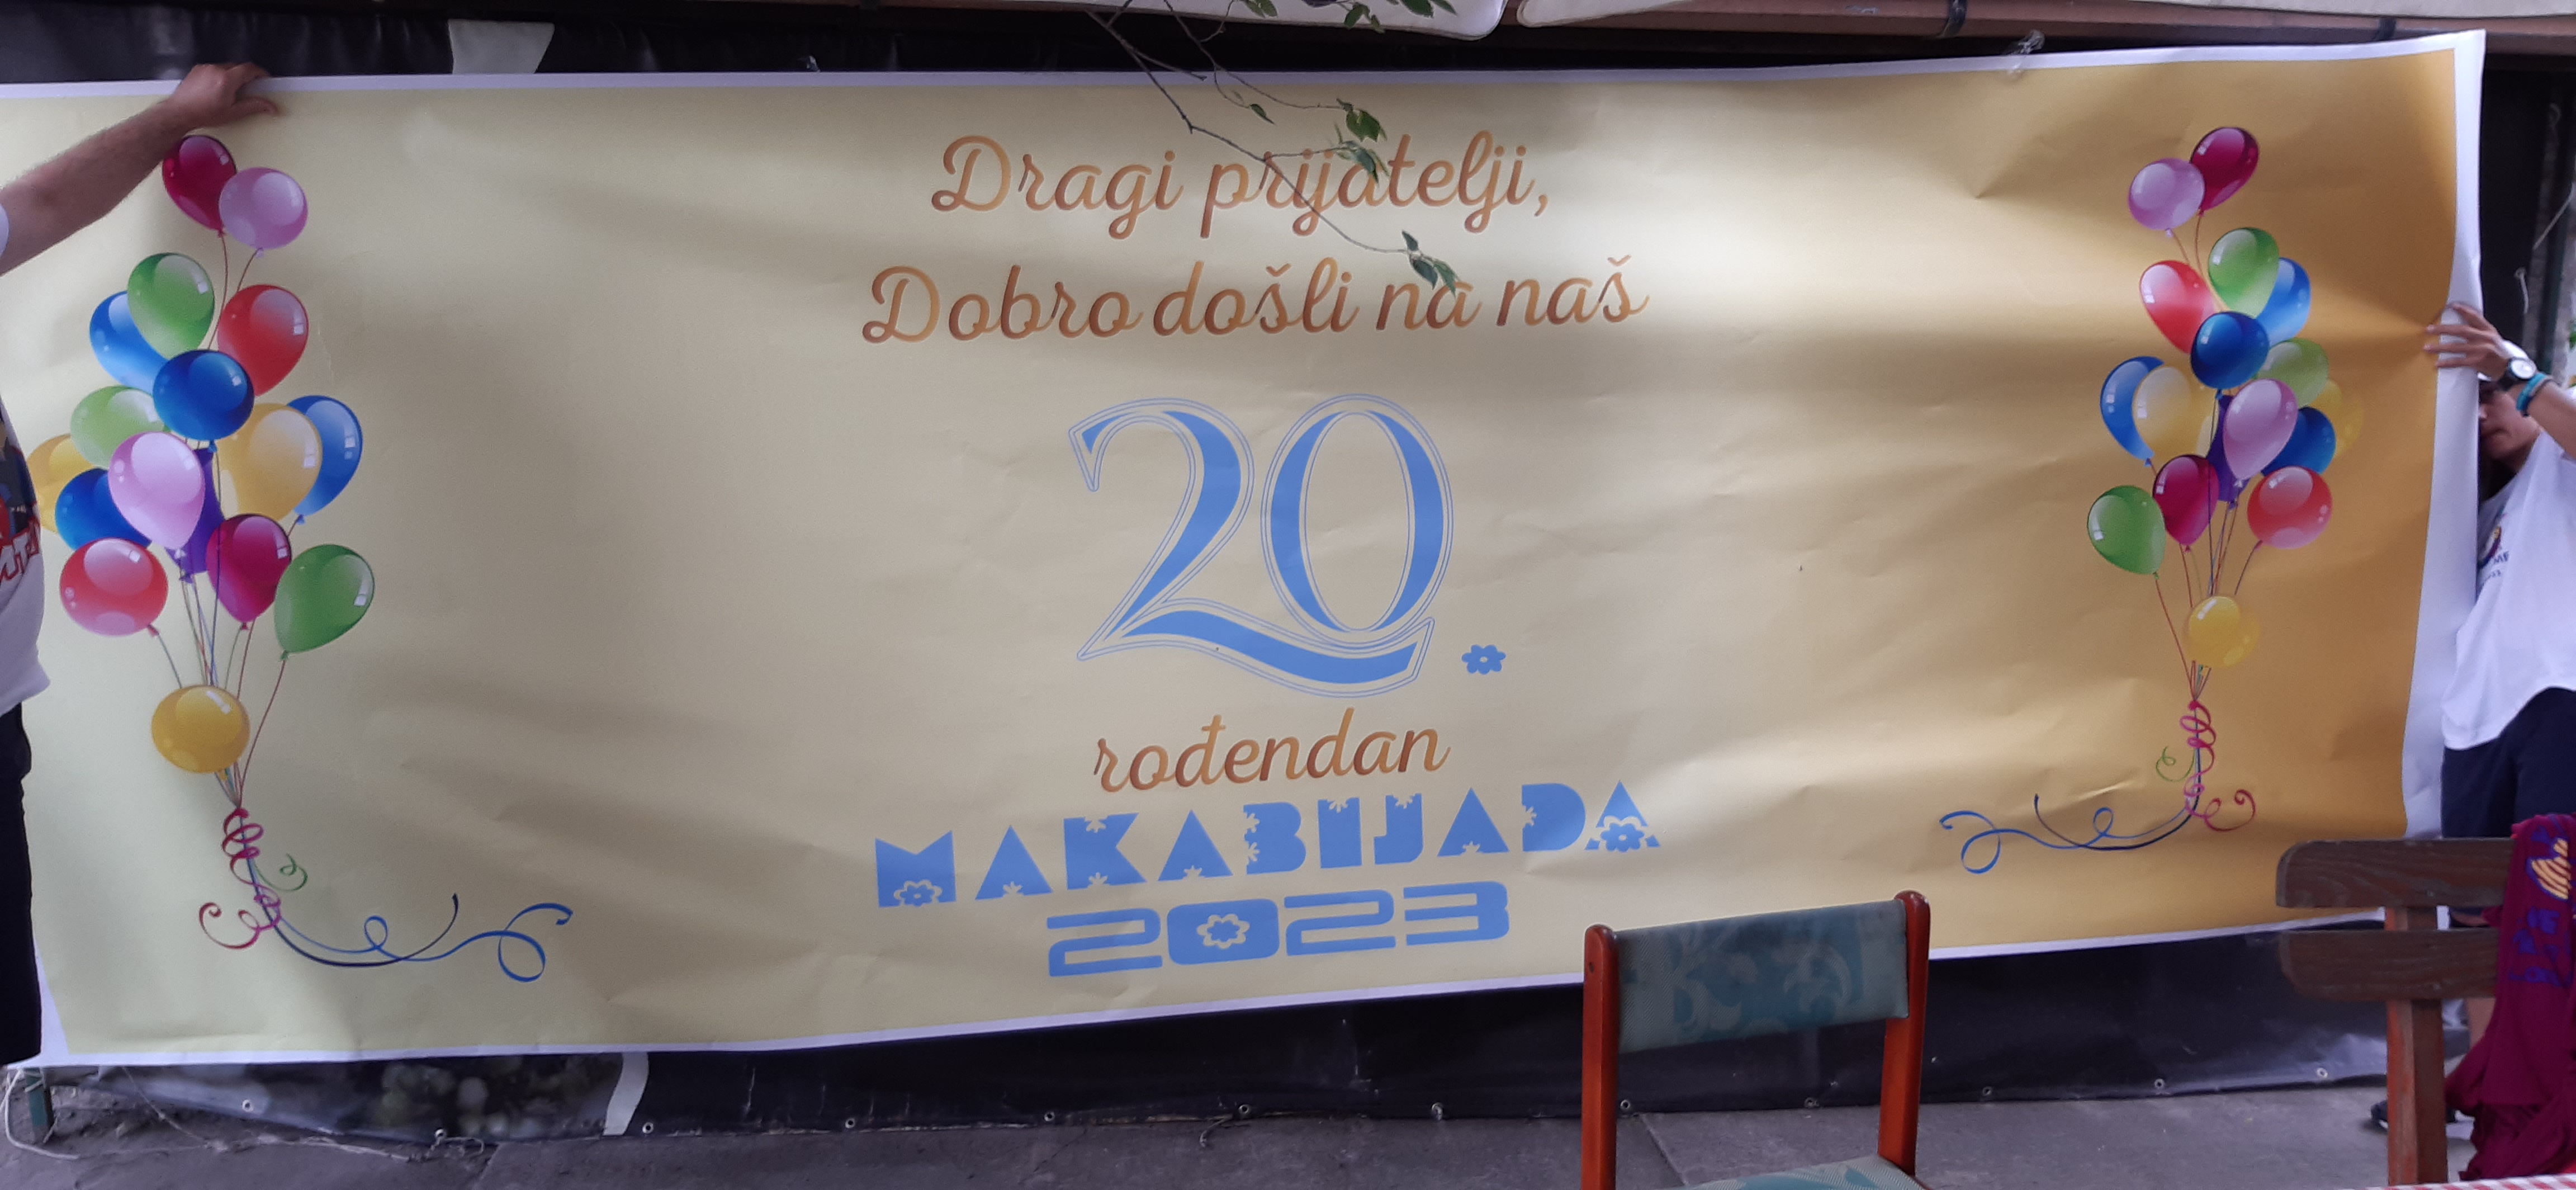 Dragi prijatelji,
Dobro došli na naš
20.
rođendan
MAKABIJADA
2023